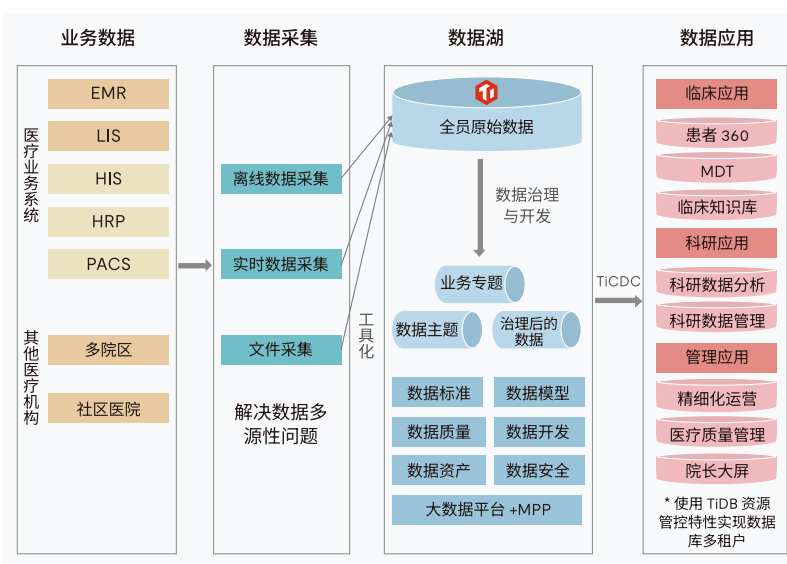 业务数据
医疗业务系统
EMR
LIS
HIS
HRP
PACS
其他医疗机构
多院区
社区医院
数据采集
离线数据采集
实时数据采集
文件采集
解决数据多
源性问题
工具化
数据湖
Ti
全员原始数据
数据治理
与开发
业务专题
数据主题
治理后的
数据
数据标准
数据模型
数据质量
数据开发
数据资产
数据安全
大数据平台 +MPP
TiCDC
数据应用
临床应用
患者 360
MDT
临床知识库
科研应用
科研数据分析
科研数据管理
管理应用
精细化运营
医疗质量管理
院长大屏
* 使用 TiDB 资源
管控特性实现数据
库多租户